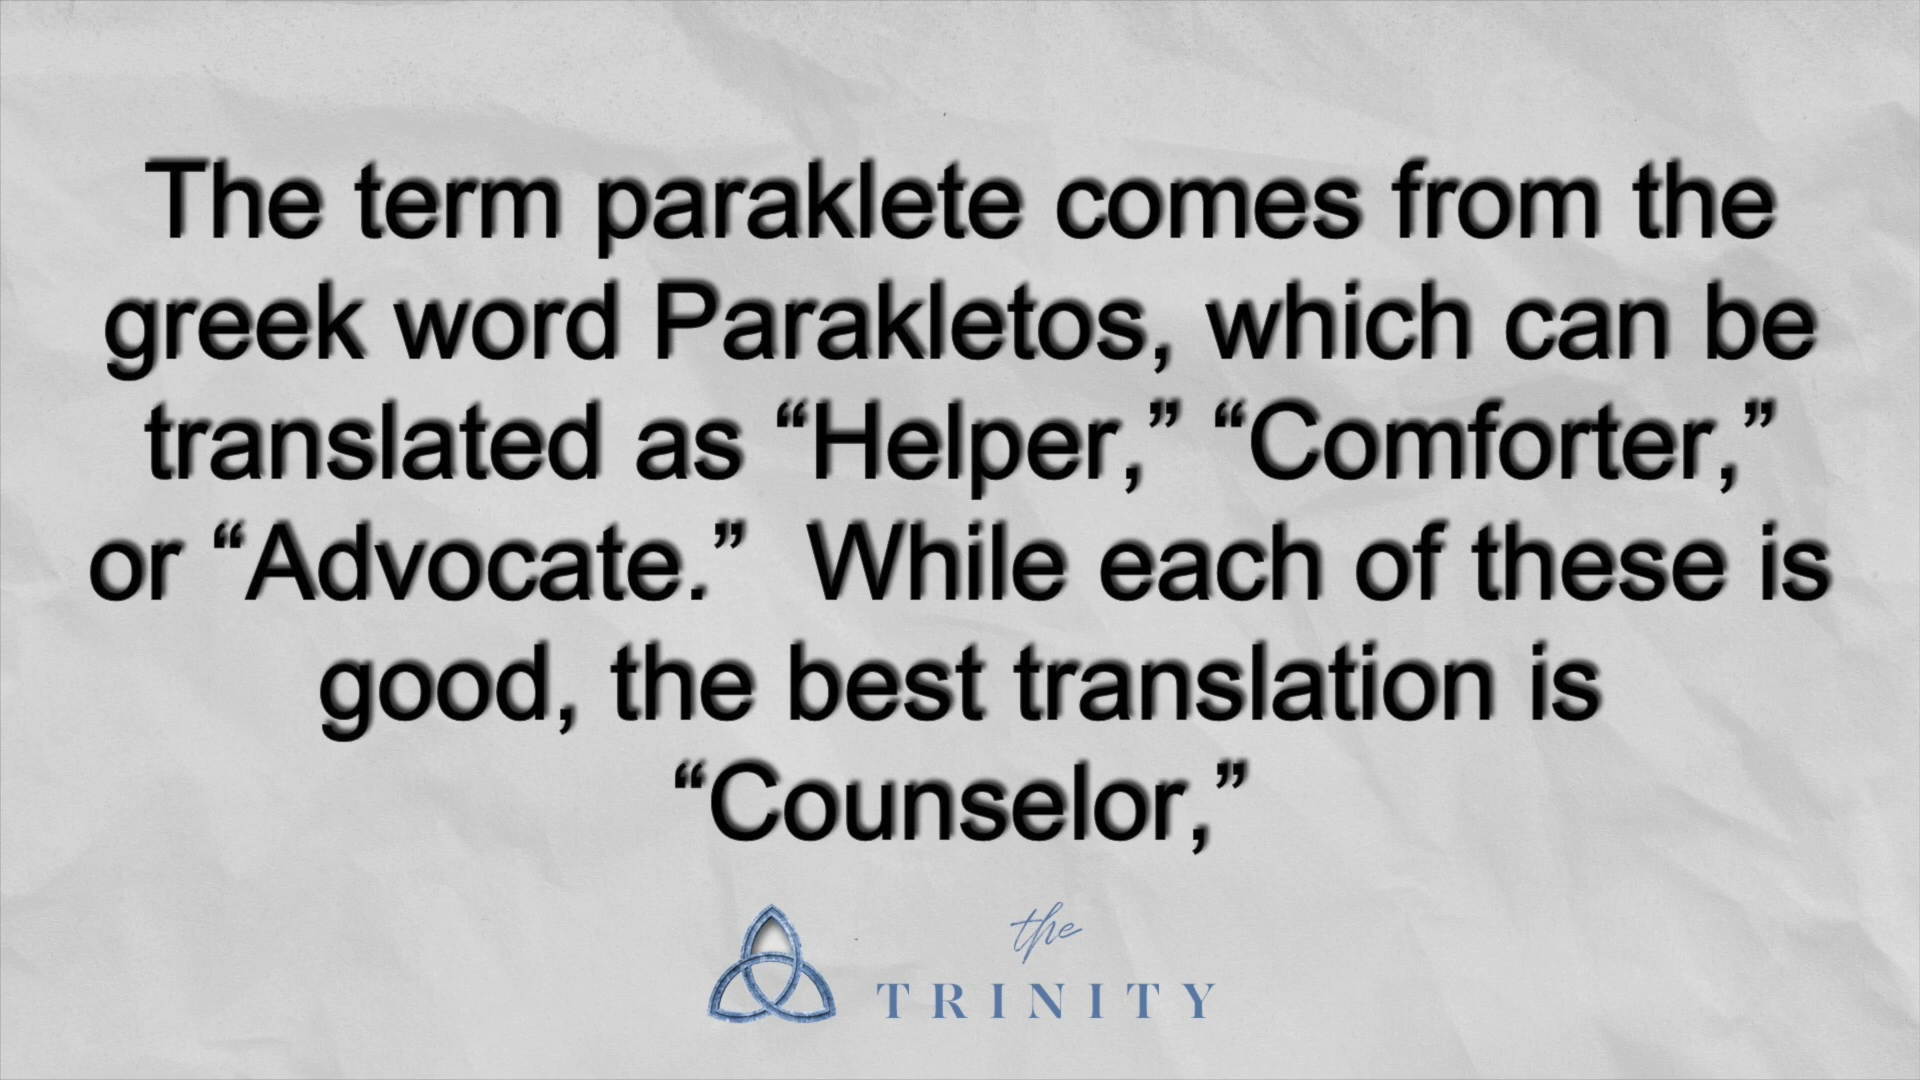 The term paraklete comes from the
greek word Parakletos, which can be
translated as “Helper,” “Comforter,”
or “Advocate.”  While each of these is
good, the best translation is
“Counselor,”
the
TRINITY